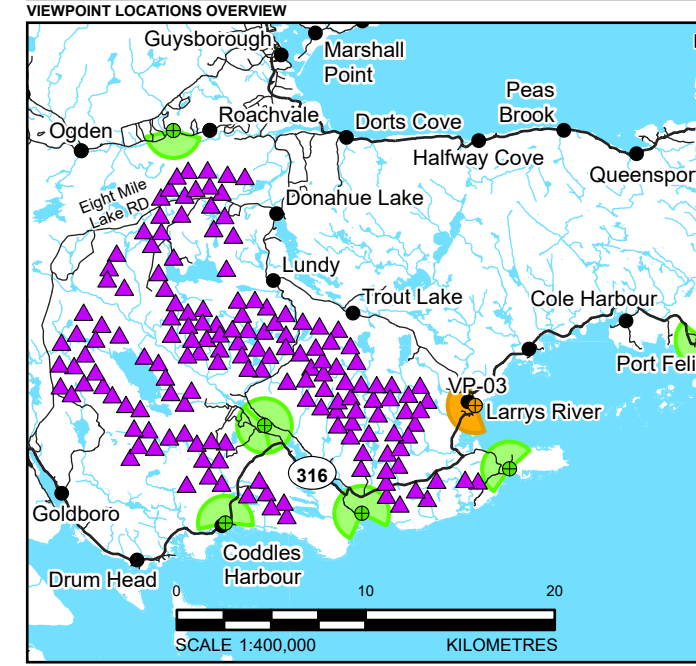 VIEWPOINT LOCATIONS OVERVIEW
Guysborough
Marshall
Point
Peas
Brook
Ogden
Roachvale
Dorts Cove
Halfway Cove
Queenspor
Eight Mile
Lake RD
Donahue Lake
Lundy
Trout Lake
Cole Harbour
Port Feli
VP-03
Larrys River
316
Goldboro
Coddles
Harbour
Drum Head
0 10 20
SCALE 1:400,000 KILOMETRES